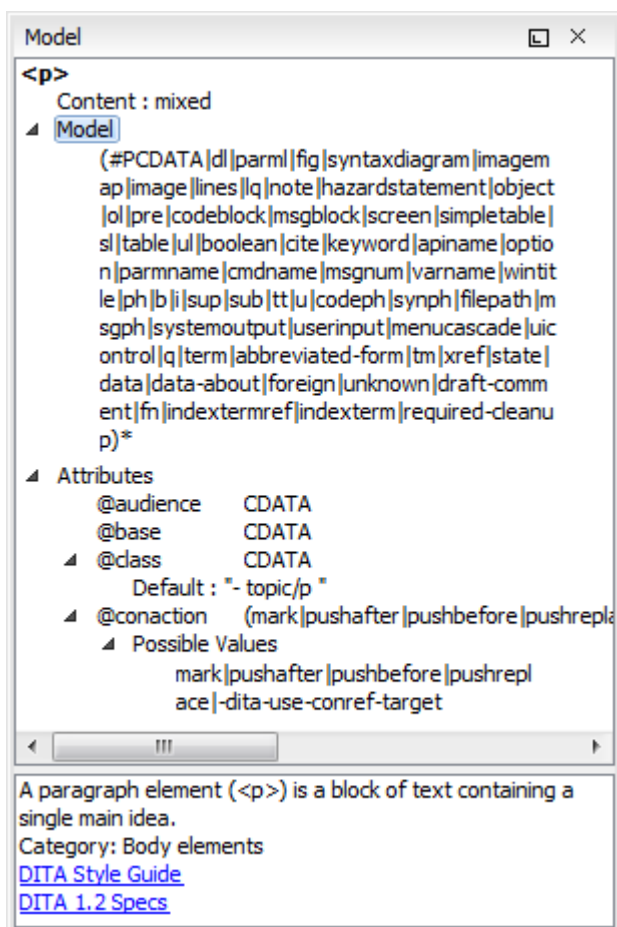 Model
<p>
Content : mixed
Model
(#PCDATA|dl|parml|fig|syntaxdiagram|imagem
ap|image|lines|lq|note|hazardstatement|object
|ol|pre|codeblock|msgblock|screen|simpletable|
sl|table|ul|boolean|cite|keyword|apiname|optio
n|parmname|cmdname|msgnum|varname|wintit
le|ph|b|i|sup|sub|tt|u|codeph|synph|filepath|m
sgph|systemoutput|userinput|menucascade|uic
ontrol|q|term|abbreviated-form|tm|xref|state|
data|data-about|foreign|unknown|draft-comm
ent|fn|indextermref|indexterm|required-cleanu
p)*
Attributes
@audience CDATA
@base CDATA
@class CDATA
Default : "- topic/p "
@conaction (mark|pushafter|pushbefore|pushrepla
Possible Values
mark|pushafter|pushbefore|pushrepl
ace|-dita-use-conref-target
A paragraph element (<p>) is a block of text containing a
single main idea.
Category: Body elements
DITA Style Guide
DITA 1.2 Specs